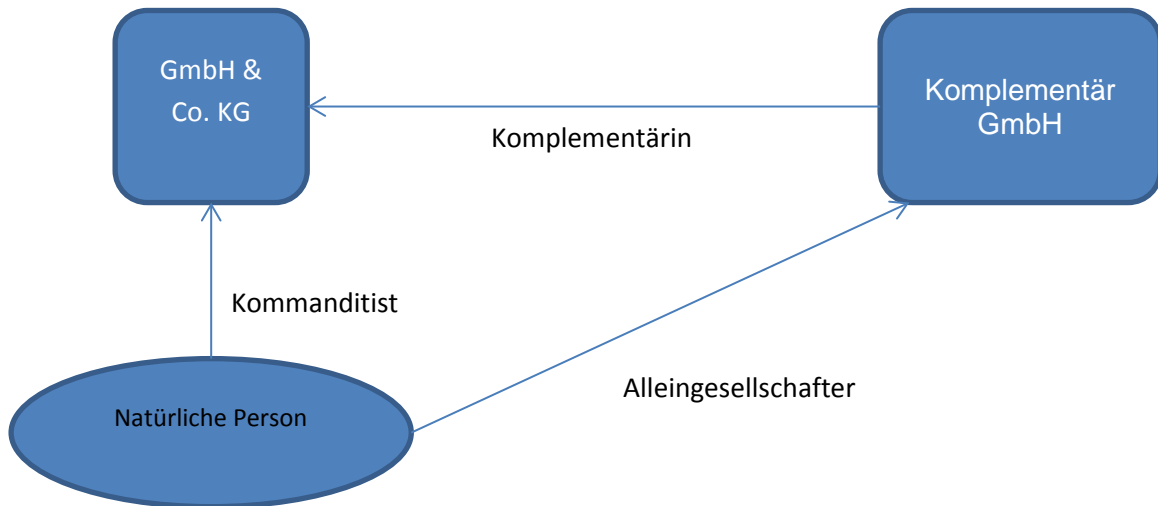 GmbH &
Co. KG
Komplementär
GmbH
Komplementärin
Kommanditist
Alleingesellschafter
Natürliche Person